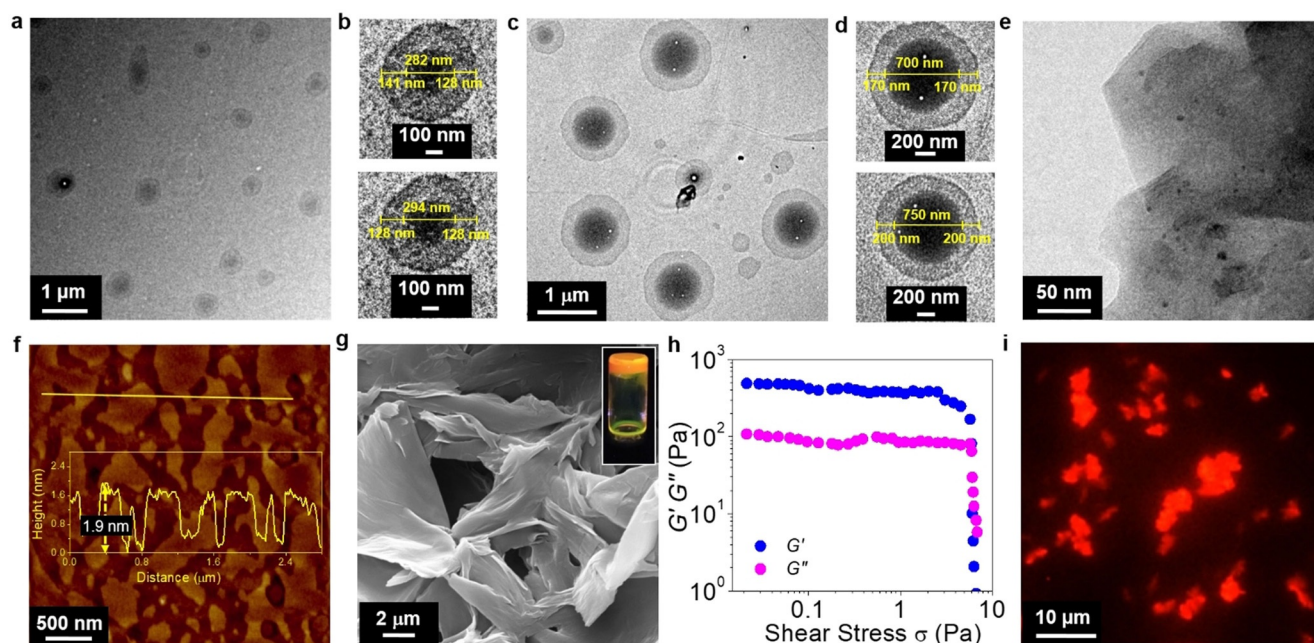 a
1 µm
b
282 nm
141 nm 128 nm
100 nm
294 nm
128 nm 128 nm
100 nm
c
1 µm
d
700 nm
170 nm 170 nm
200 nm
750 nm
200 nm 200 nm
200 nm
e
50 nm
f
Height (nm)
2.4
1.6
0.8
0.0
1.9 nm
0.0 0.8 1.6 2.4
Distance (µm)
500 nm
g
2 µm
h
G' G" (Pa)
10³
10²
10¹
10⁰
G'
G"
0.1 1 10
Shear Stress σ (Pa)
i
10 µm